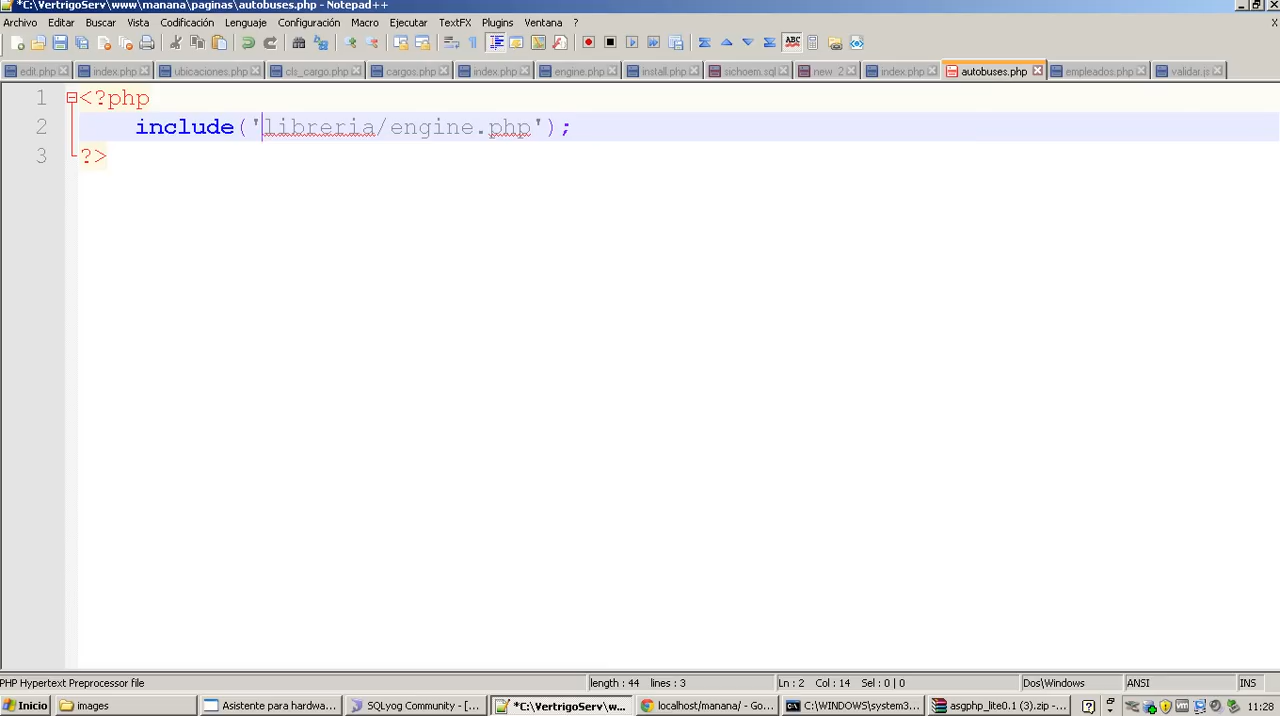 *C:\VertrigoServ\www\manana\paginas\autobuses.php - Notepad++
Archivo Editar Buscar Vista Codificación Lenguaje Configuración Macro Ejecutar TextFX Plugins Ventana ? X
edit.php index.php ubicaciones.php cls_cargo.php cargos.php index.php engine.php install.php sichoem.sql new 2 index.php autobuses.php empleados.php validar.js
1 <?php
2 include('libreria/engine.php');
3 ?>
PHP Hypertext Preprocessor file length : 44 lines : 3 Ln : 2 Col : 14 Sel : 0 | 0 Dos\Windows ANSI INS
Inicio images Asistente para hardwa... SQLyog Community - [... *C:\VertrigoServ\w... localhost/manana/ - Go... C:\WINDOWS\system3... asgphp_lite0.1 (3).zip - ... 11:28